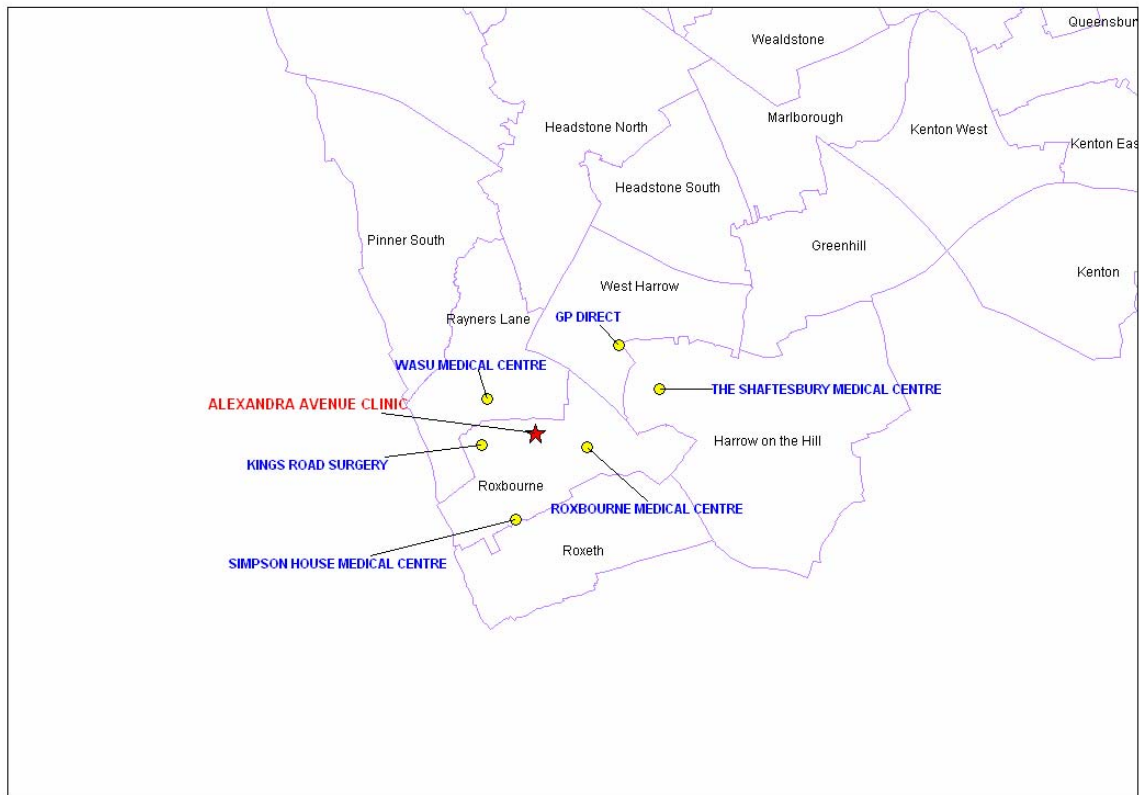 Queensbur
Wealdstone
Marlborough
Headstone North
Kenton West
Kenton Eas
Headstone South
Pinner South
Greenhill
Kenton
West Harrow
GP DIRECT
Rayners Lane
WASU MEDICAL CENTRE
THE SHAFTESBURY MEDICAL CENTRE
ALEXANDRA AVENUE CLINIC
Harrow on the Hill
KINGS ROAD SURGERY
Roxbourne
ROXBOURNE MEDICAL CENTRE
Roxeth
SIMPSON HOUSE MEDICAL CENTRE